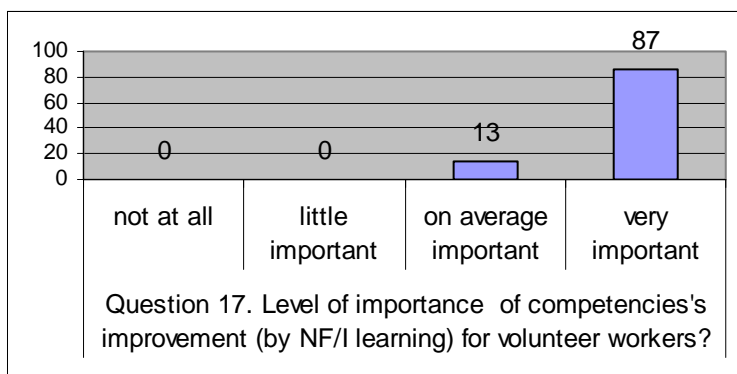 87
100
80
60
40
20
0
0
0
13
not at all
little
important
on average
important
very
important
Question 17. Level of importance of competencies's
improvement (by NF/I learning) for volunteer workers?